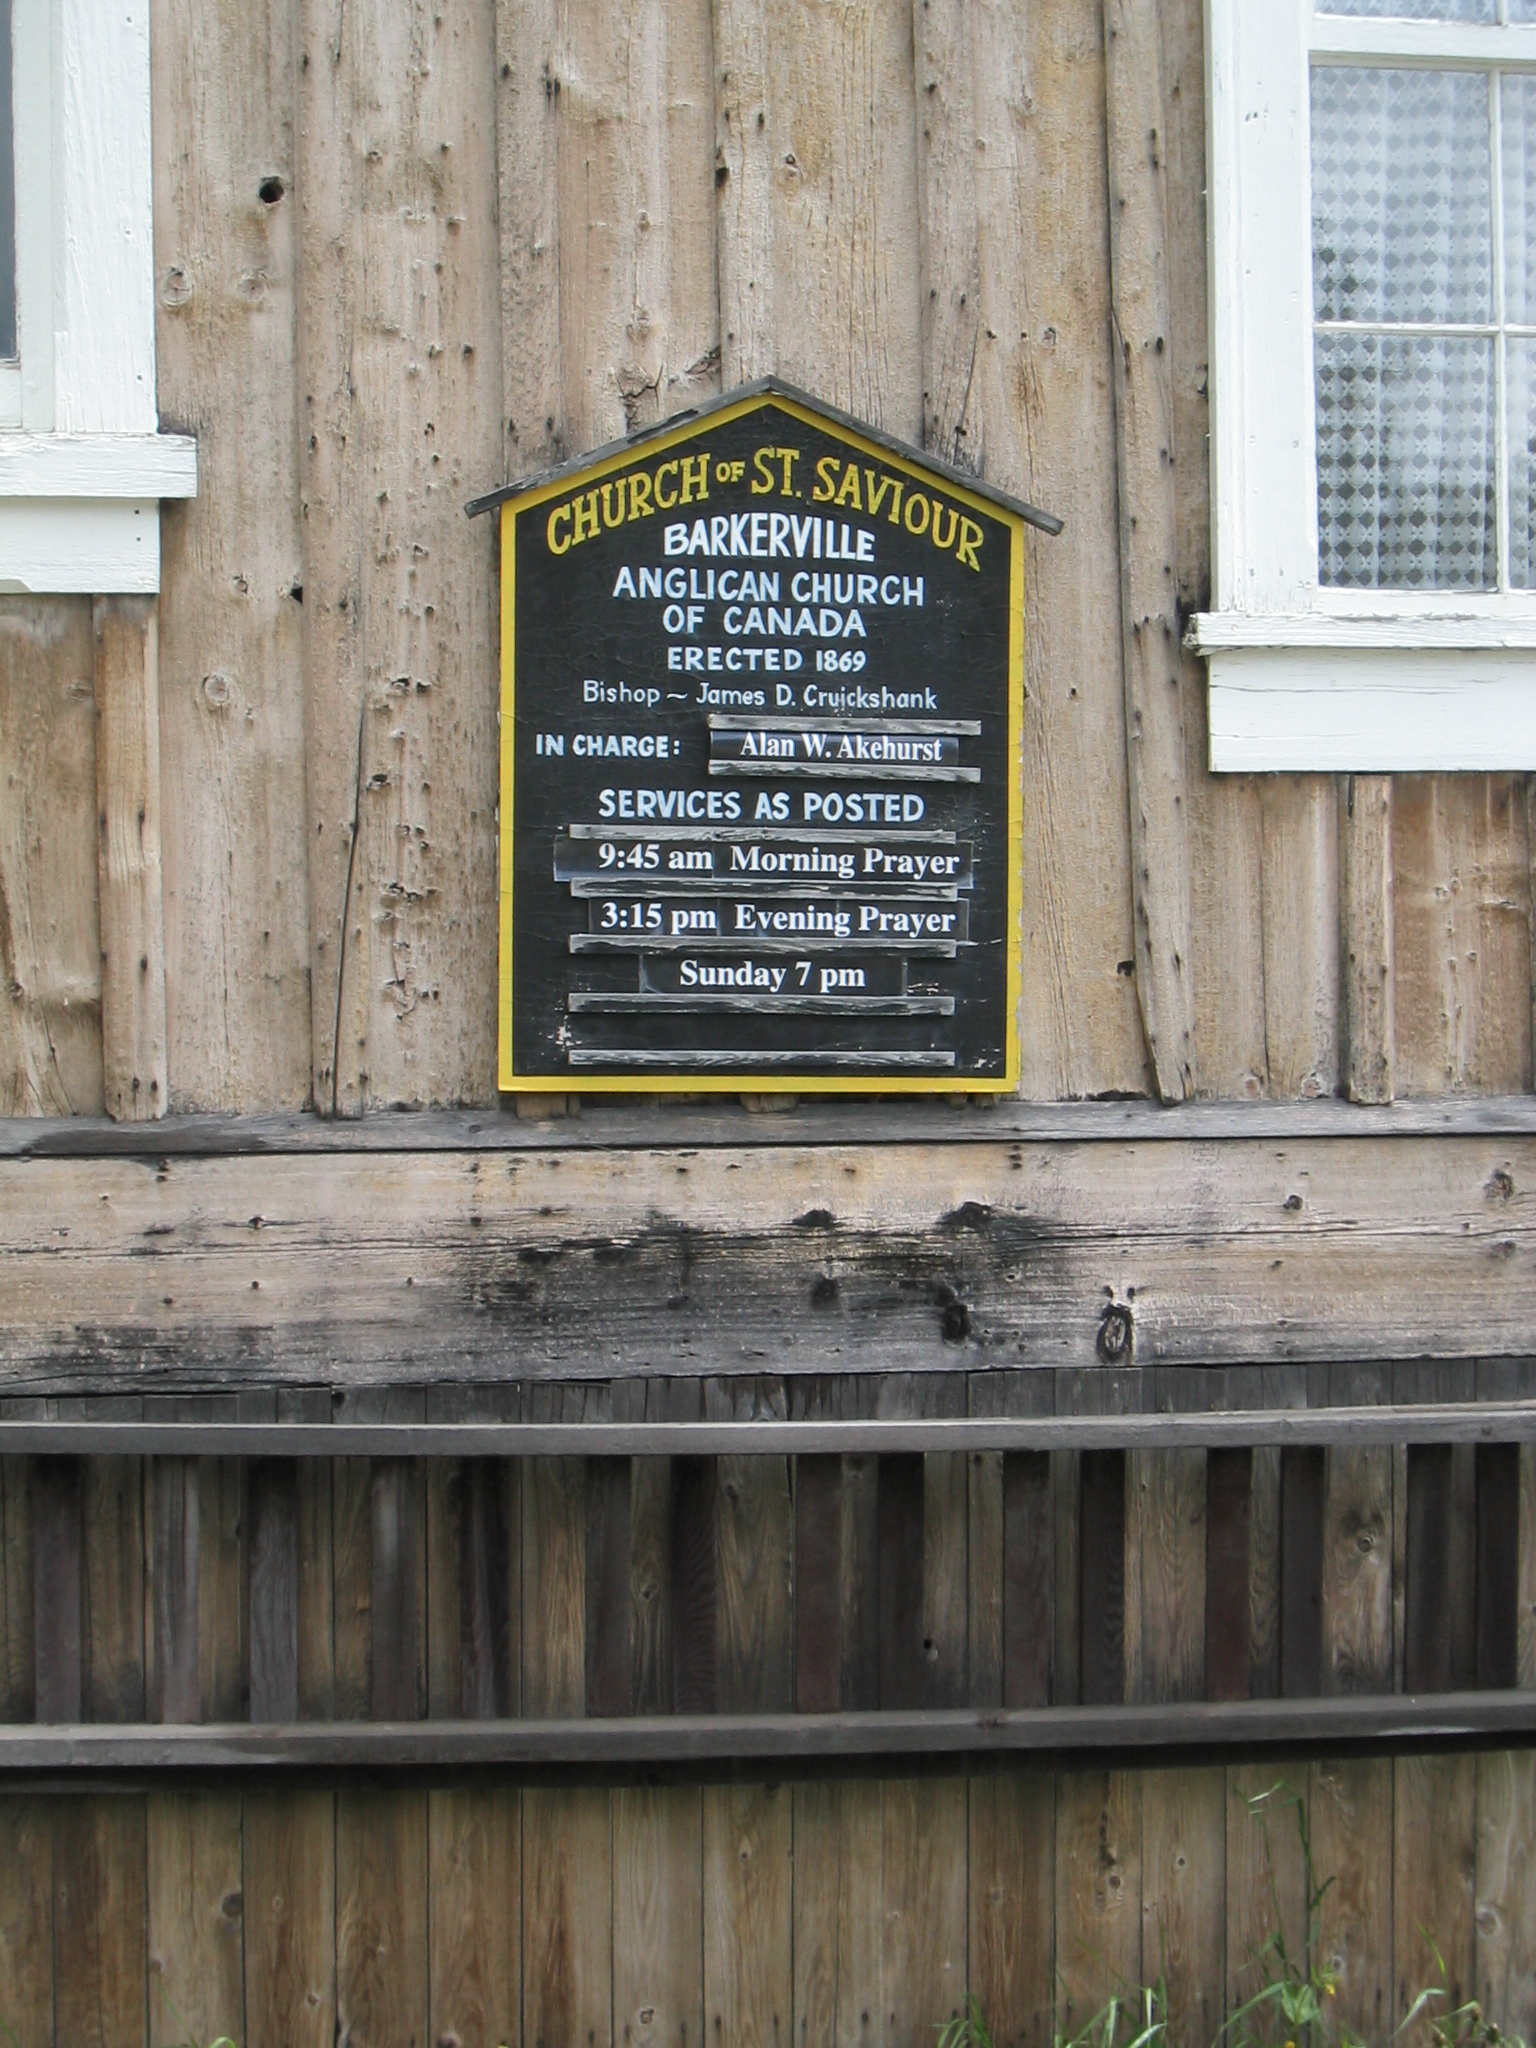 CHURCH OF ST. SAVIOUR
BARKERVILLE
ANGLICAN CHURCH
OF CANADA
ERECTED 1869
Bishop ~ James D. Cruickshank
IN CHARGE: Alan W. Akehurst
SERVICES AS POSTED
9:45 am Morning Prayer
3:15 pm Evening Prayer
Sunday 7 pm